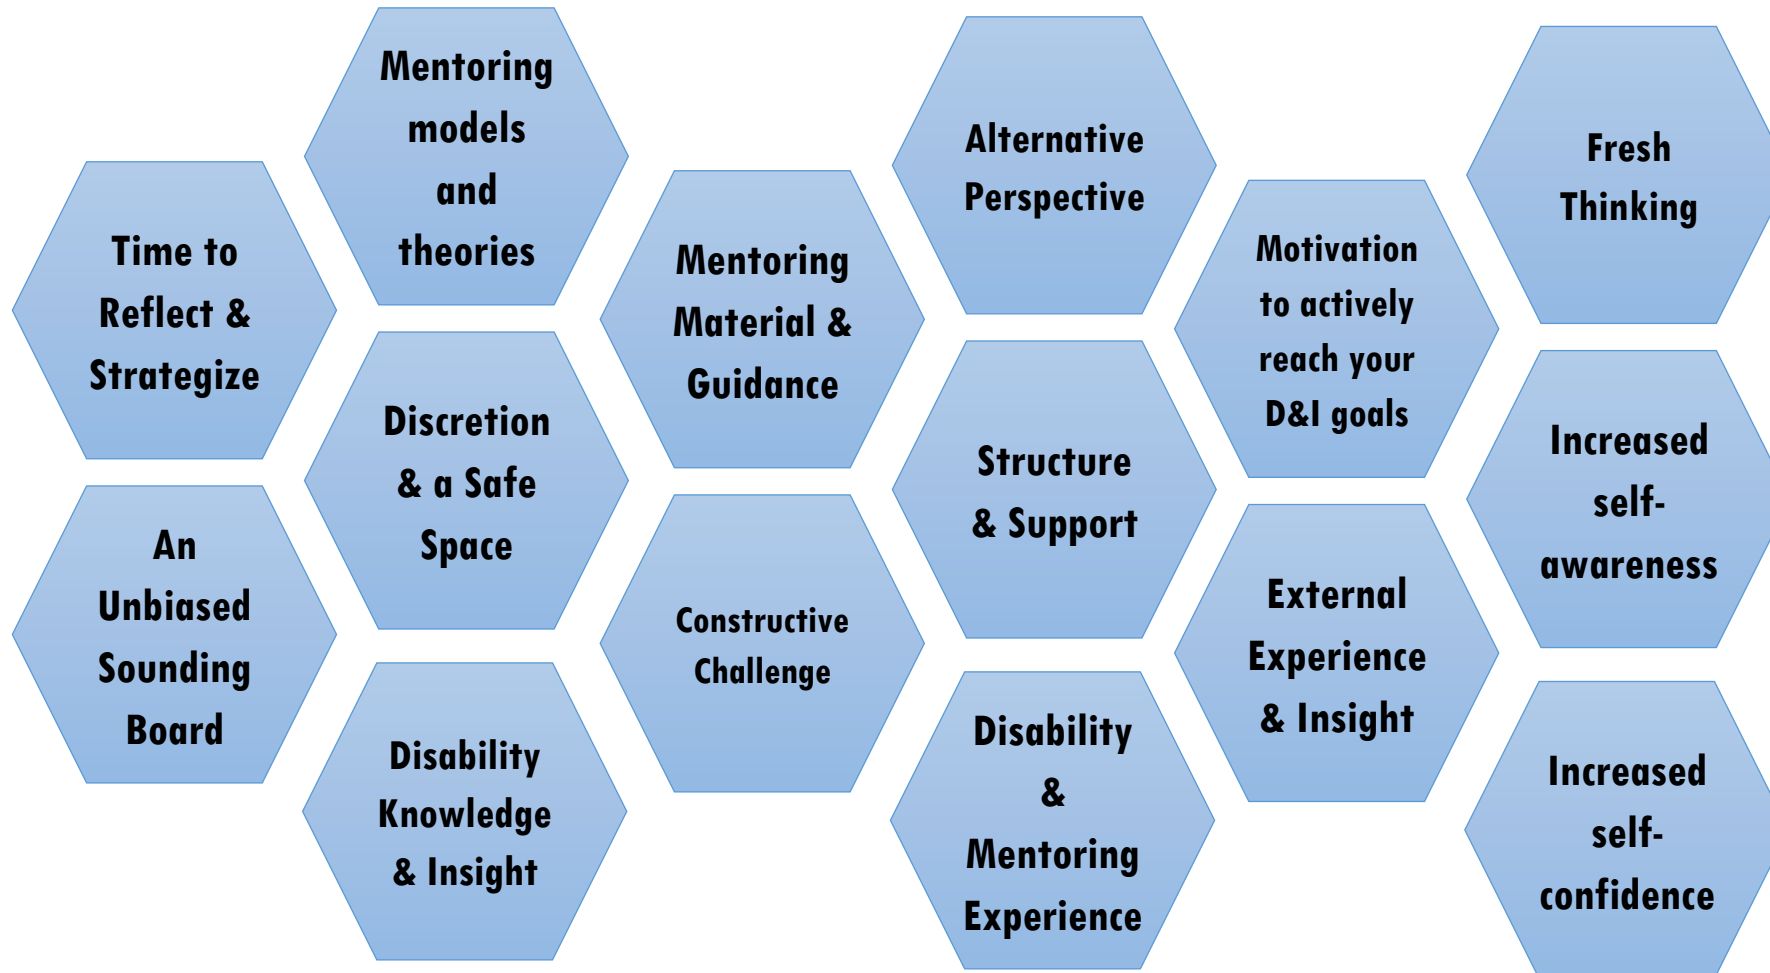 Time to
Reflect &
Strategize
An
Unbiased
Sounding
Board
Mentoring
models
and
theories
Discretion
& a Safe
Space
Disability
Knowledge
& Insight
Mentoring
Material &
Guidance
Constructive
Challenge
Alternative
Perspective
Structure
& Support
Disability
&
Mentoring
Experience
Motivation
to actively
reach your
D&I goals
External
Experience
& Insight
Fresh
Thinking
Increased
self-
awareness
Increased
self-
confidence